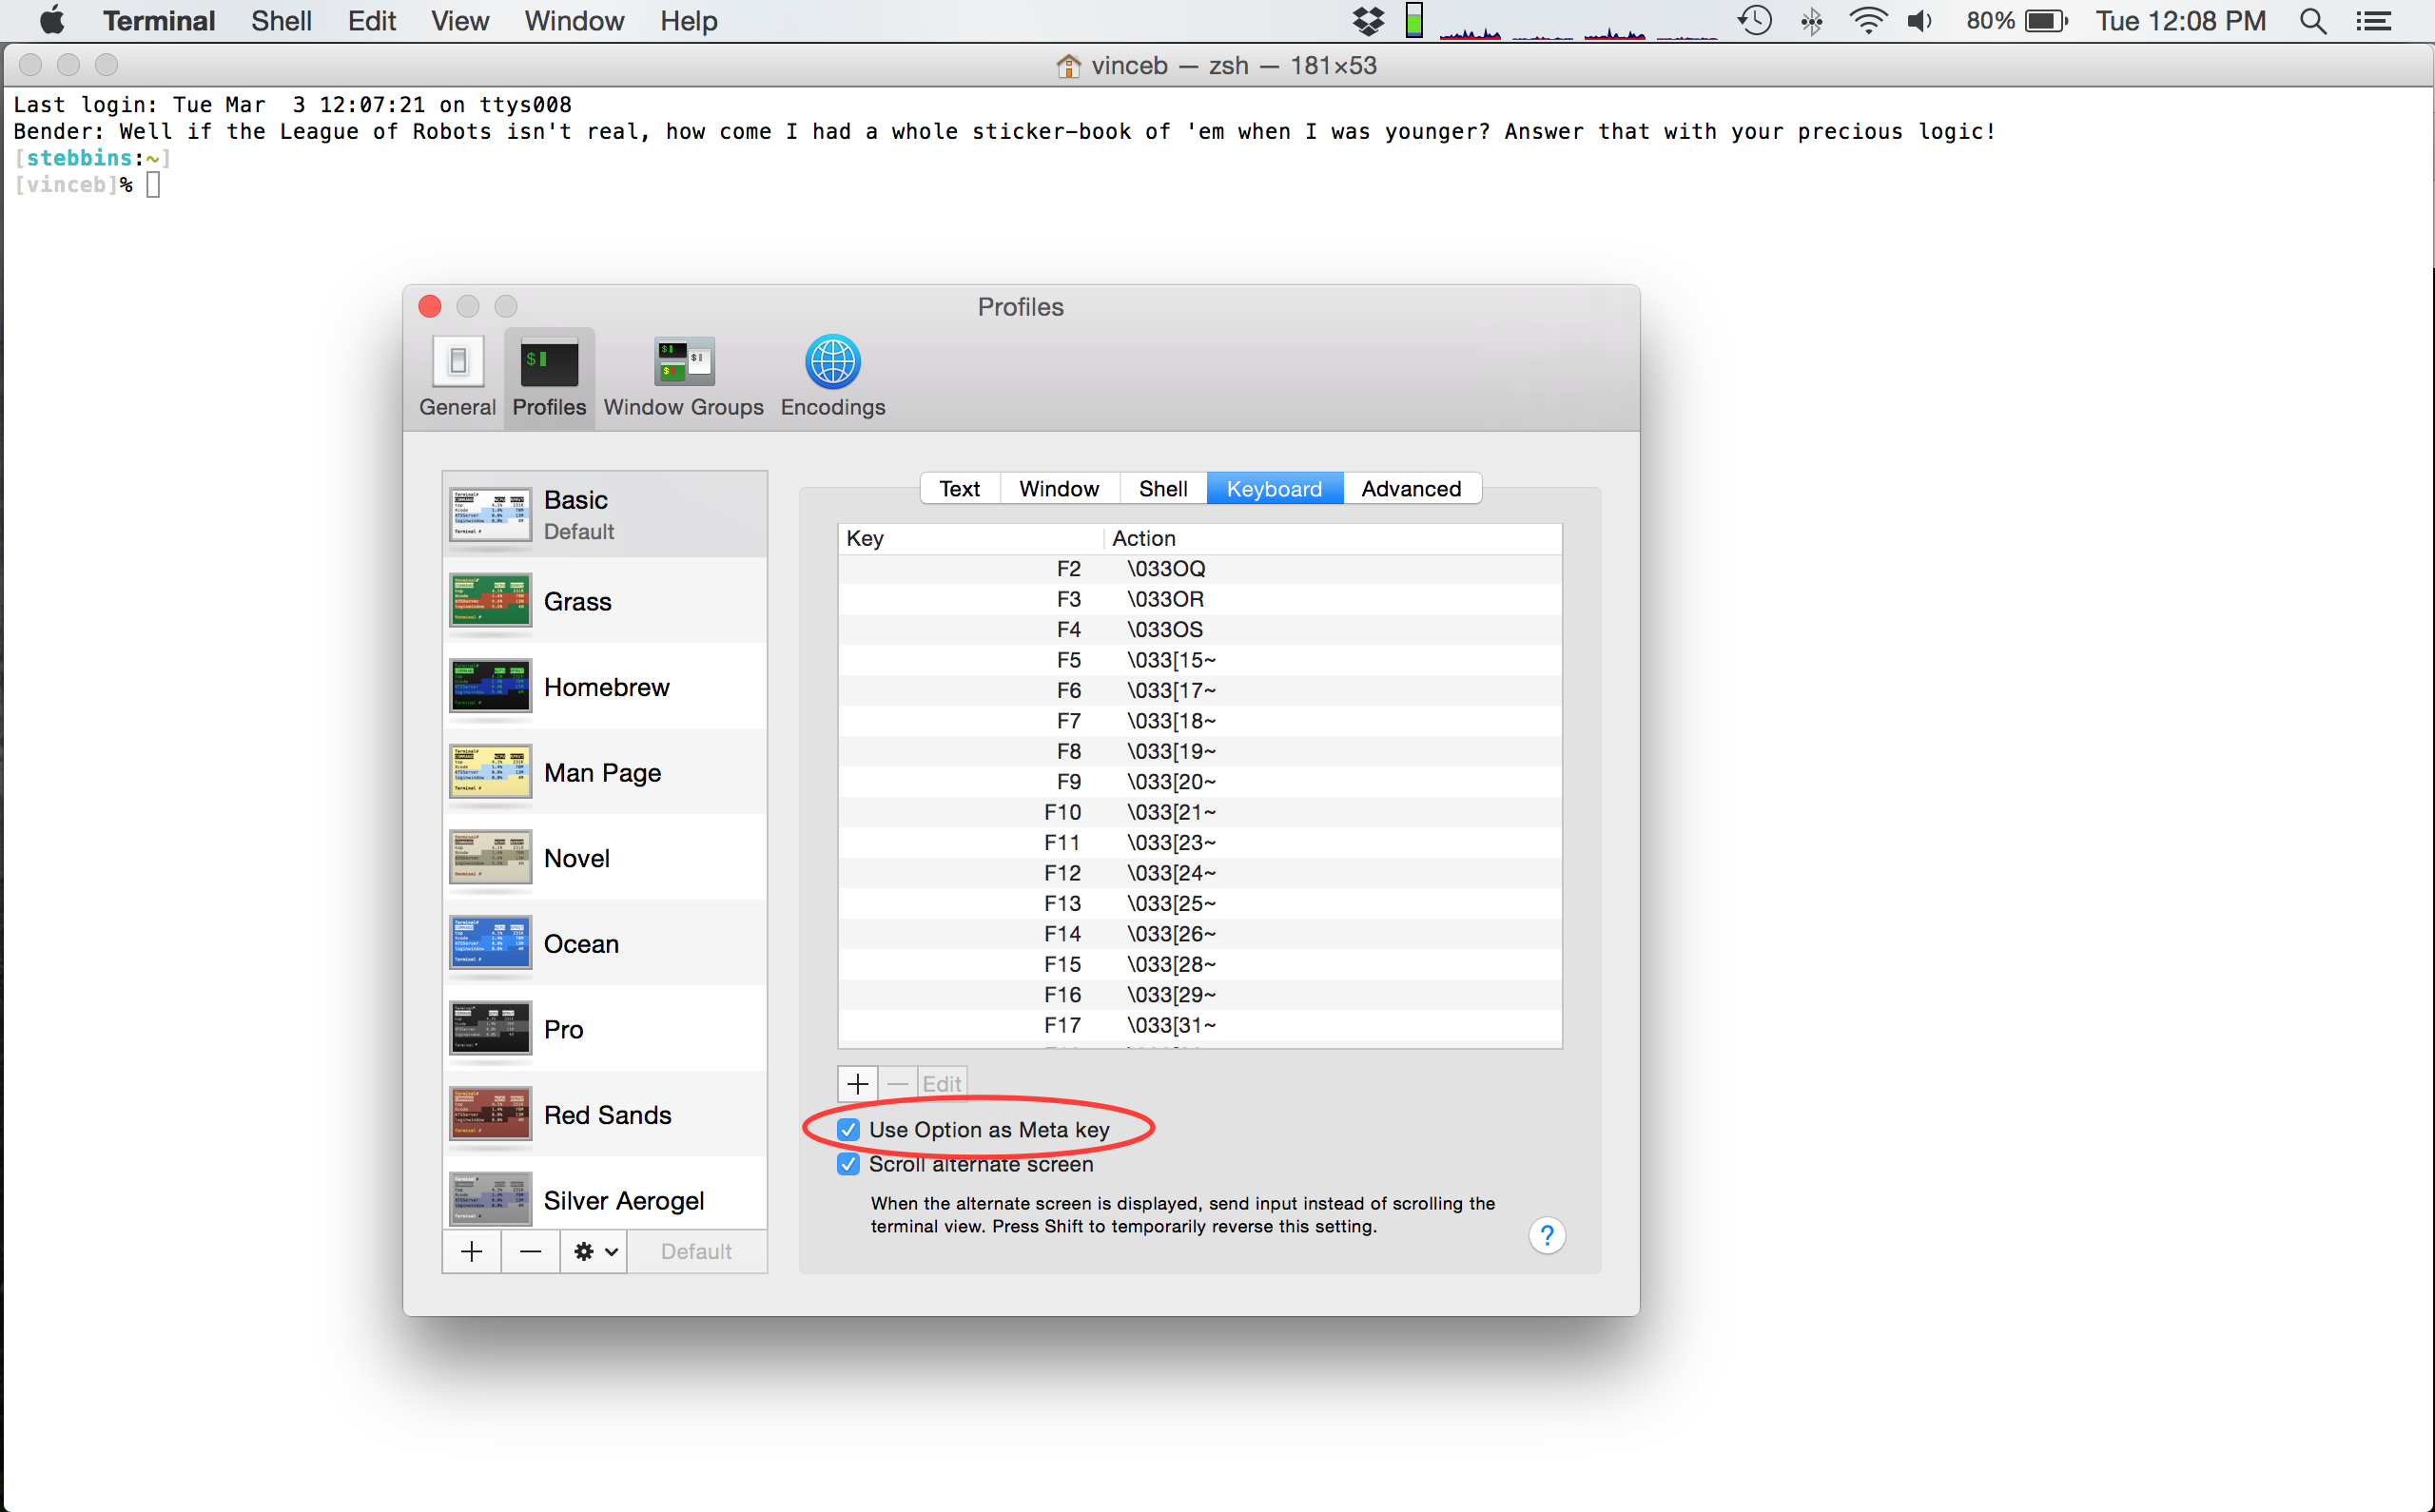 Terminal Shell Edit View Window Help 80% Tue 12:08 PM
vinceb — zsh — 181×53
Last login: Tue Mar  3 12:07:21 on ttys008
Bender: Well if the League of Robots isn't real, how come I had a whole sticker-book of 'em when I was younger? Answer that with your precious logic!
[stebbins:~]
[vinceb]%
Profiles
General Profiles Window Groups Encodings
Basic
Default
Grass
Homebrew
Man Page
Novel
Ocean
Pro
Red Sands
Silver Aerogel
Default
Text Window Shell Keyboard Advanced
Key Action
F2 \033OQ
F3 \033OR
F4 \033OS
F5 \033[15~
F6 \033[17~
F7 \033[18~
F8 \033[19~
F9 \033[20~
F10 \033[21~
F11 \033[23~
F12 \033[24~
F13 \033[25~
F14 \033[26~
F15 \033[28~
F16 \033[29~
F17 \033[31~
+ — Edit
Use Option as Meta key
Scroll alternate screen
When the alternate screen is displayed, send input instead of scrolling the
terminal view. Press Shift to temporarily reverse this setting.
?